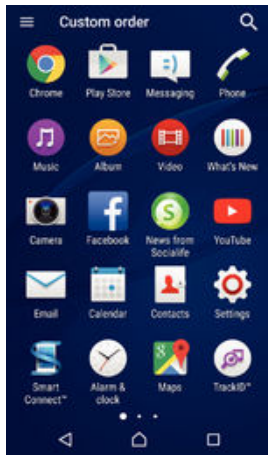 Custom order
Chrome
Play Store
Messaging
Phone
Music
Album
Video
What's New
Camera
Facebook
News from
Socialife
YouTube
Email
Calendar
Contacts
Settings
Smart
Connect™
Alarm &
clock
Maps
TrackID™